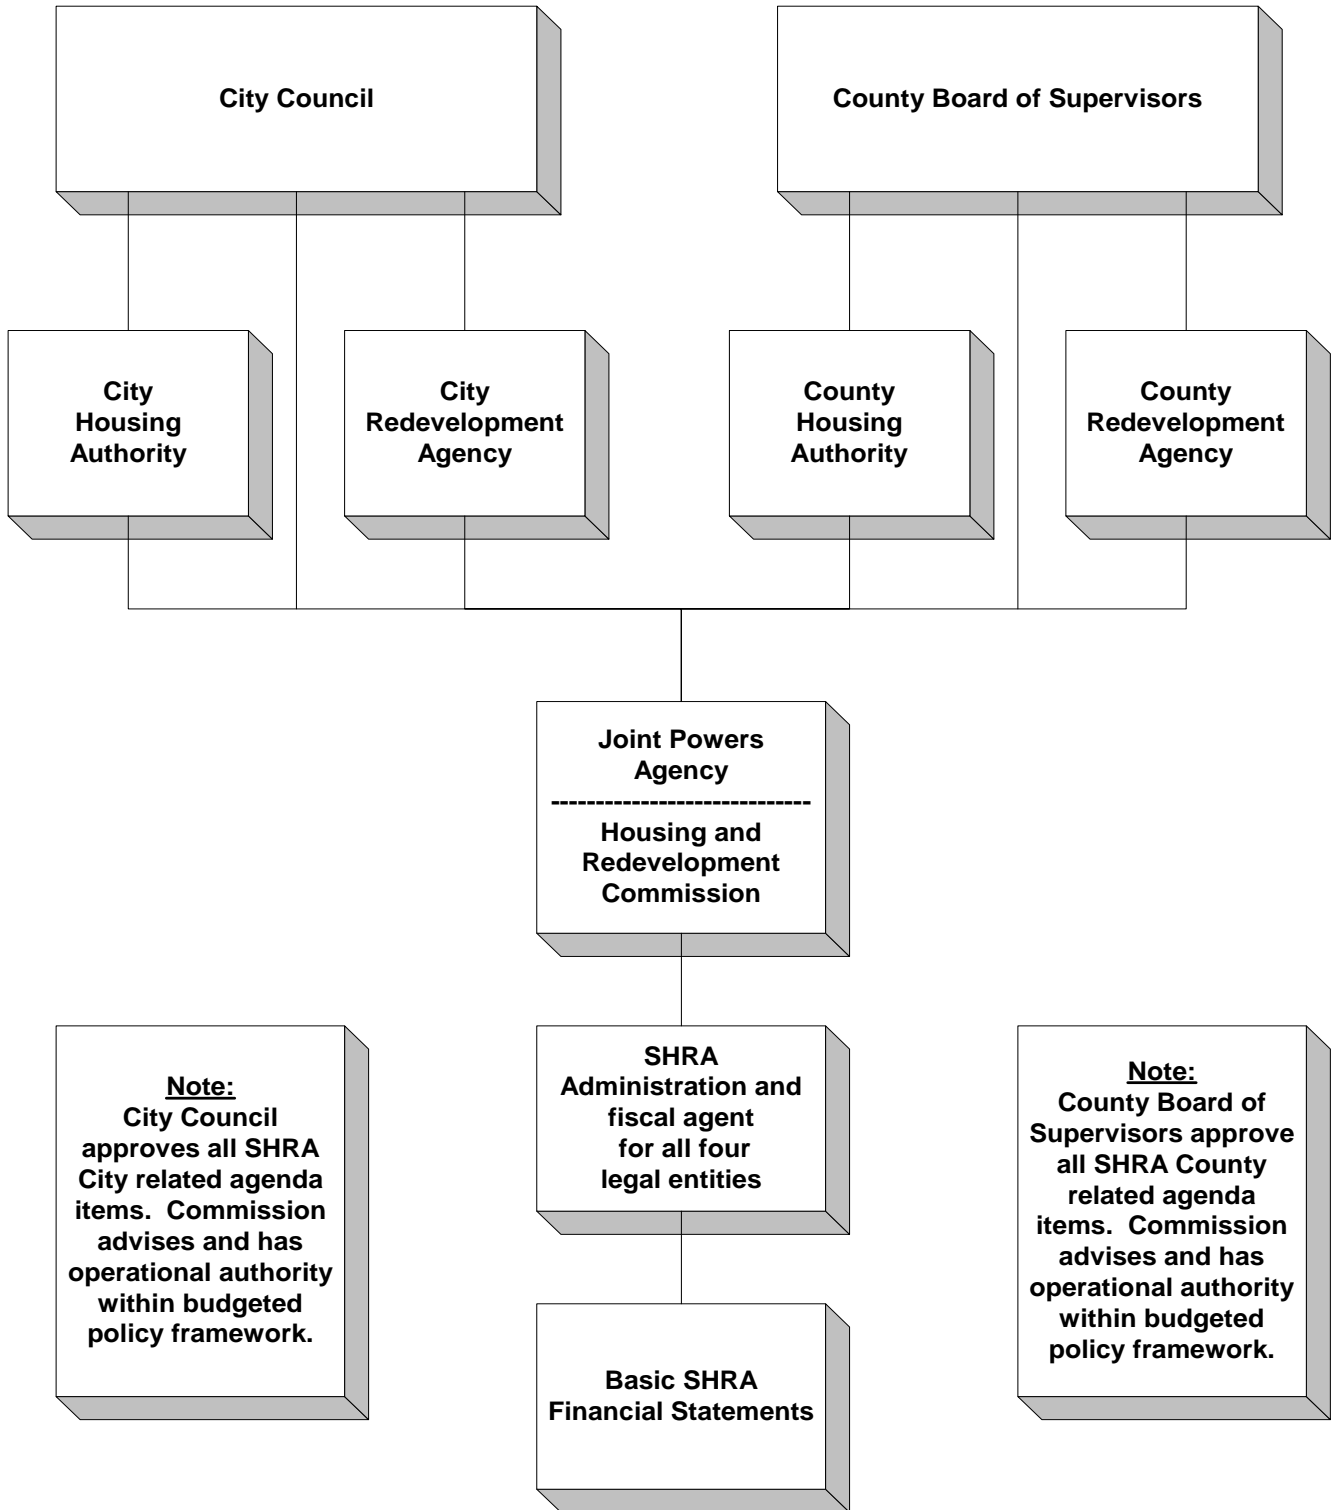 City Council
County Board of Supervisors
City
Housing
Authority
City
Redevelopment
Agency
County
Housing
Authority
County
Redevelopment
Agency
Joint Powers
Agency
-----------------------------
Housing and
Redevelopment
Commission
Note:
City Council
approves all SHRA
City related agenda
items.  Commission
advises and has
operational authority
within budgeted
policy framework.
SHRA
Administration and
fiscal agent
for all four
legal entities
Note:
County Board of
Supervisors approve
all SHRA County
related agenda
items.  Commission
advises and has
operational authority
within budgeted
policy framework.
Basic SHRA
Financial Statements